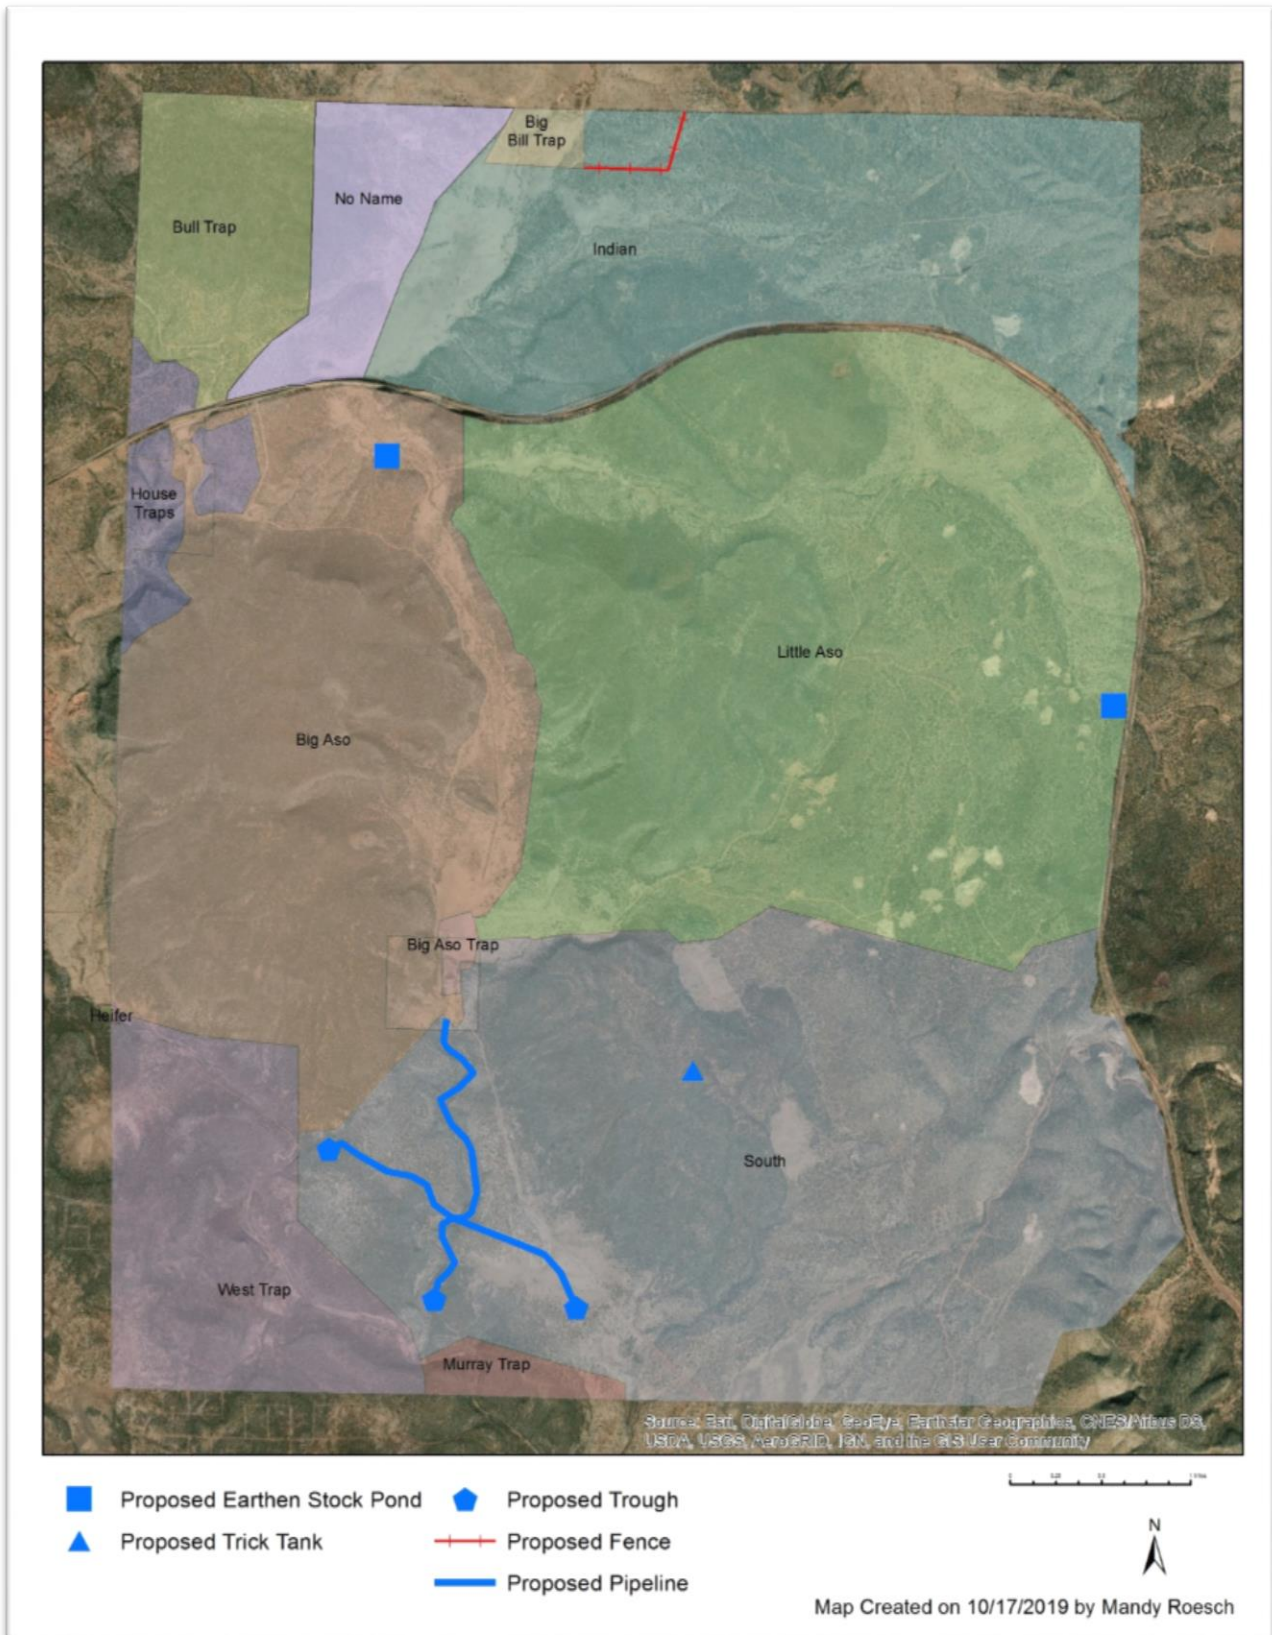 Big
Bill Trap
No Name
Bull Trap
Indian
House
Traps
Little Aso
Big Aso
Big Aso Trap
Heifer
South
West Trap
Murray Trap
Source: Esri, DigitalGlobe, GeoEye, Earthstar Geographics, CNES/Airbus DS,
USDA, USGS, AeroGRID, IGN, and the GIS User Community
Proposed Earthen Stock Pond
Proposed Trough
Proposed Trick Tank
Proposed Fence
Proposed Pipeline
N
Map Created on 10/17/2019 by Mandy Roesch